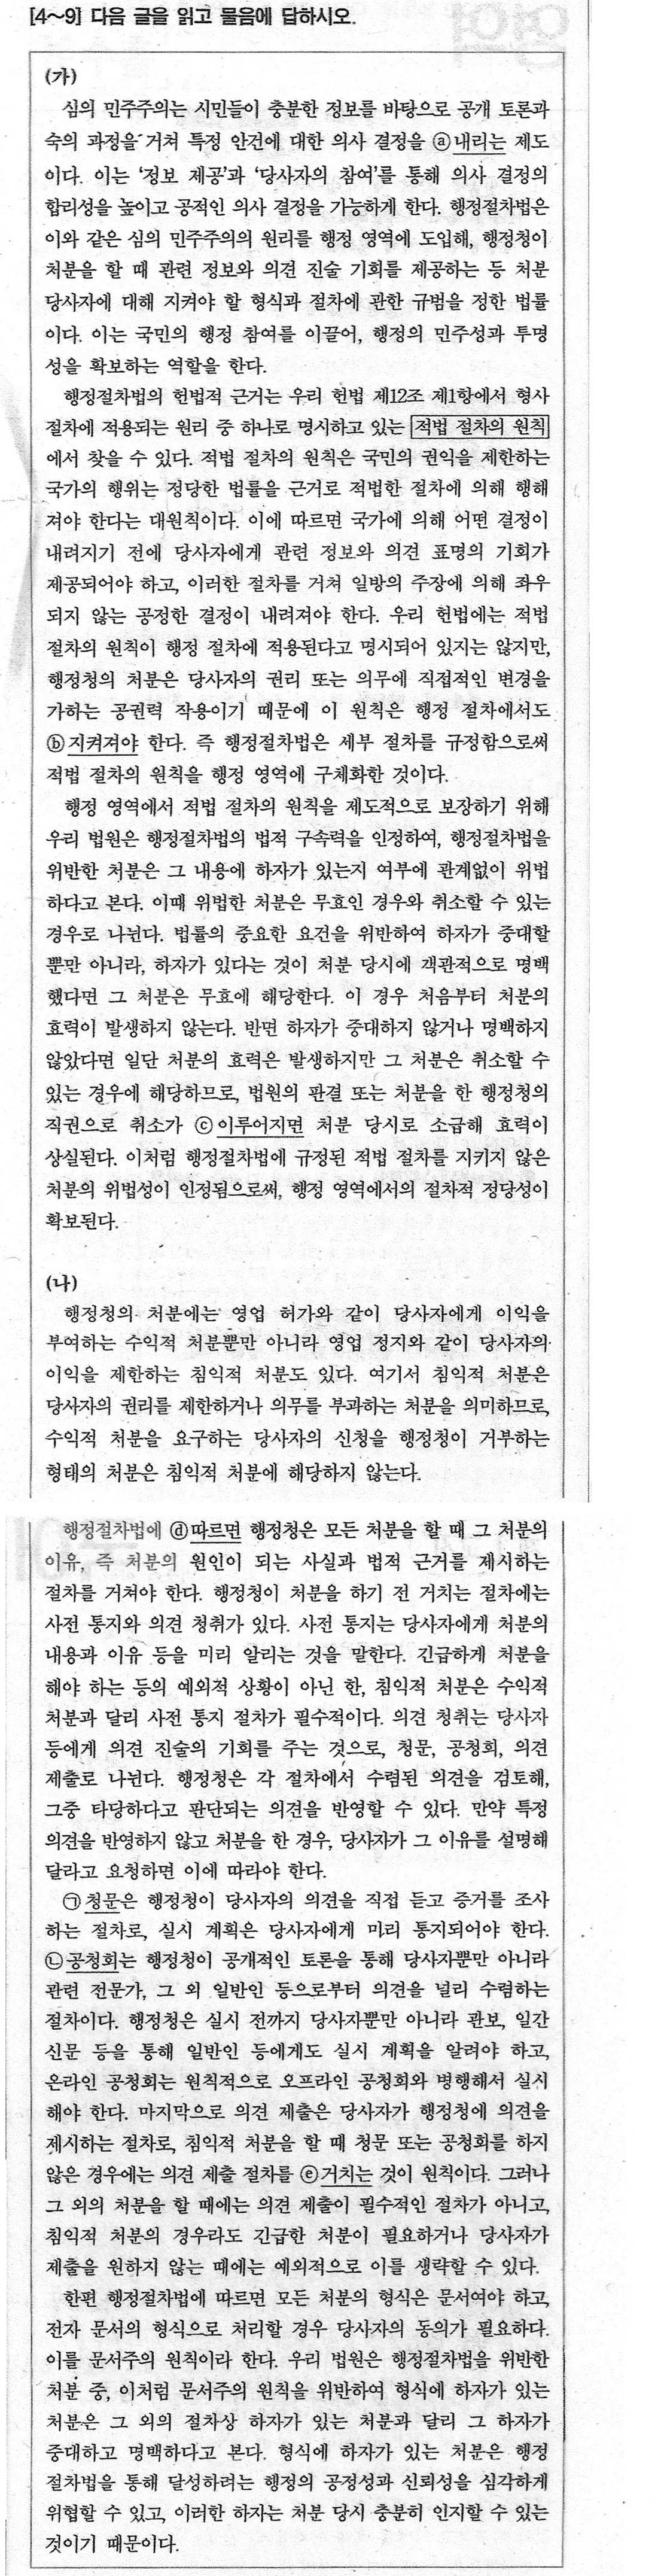 [4~9] 다음 글을 읽고 물음에 답하시오.
(가)
심의 민주주의는 시민들이 충분한 정보를 바탕으로 공개 토론과
숙의 과정을 거쳐 특정 안건에 대한 의사 결정을 ⓐ내리는 제도
이다. 이는 ‘정보 제공’과 ‘당사자의 참여’를 통해 의사 결정의
합리성을 높이고 공적인 의사 결정을 가능하게 한다. 행정절차법은
이와 같은 심의 민주주의의 원리를 행정 영역에 도입해, 행정청이
처분을 할 때 관련 정보와 의견 진술 기회를 제공하는 등 처분
당사자에 대해 지켜야 할 형식과 절차에 관한 규범을 정한 법률
이다. 이는 국민의 행정 참여를 이끌어, 행정의 민주성과 투명
성을 확보하는 역할을 한다.
행정절차법의 헌법적 근거는 우리 헌법 제12조 제1항에서 형사
절차에 적용되는 원리 중 하나로 명시하고 있는 적법 절차의 원칙
에서 찾을 수 있다. 적법 절차의 원칙은 국민의 권익을 제한하는
국가의 행위는 정당한 법률을 근거로 적법한 절차에 의해 행해
져야 한다는 대원칙이다. 이에 따르면 국가에 의해 어떤 결정이
내려지기 전에 당사자에게 관련 정보와 의견 표명의 기회가
제공되어야 하고, 이러한 절차를 거쳐 일방의 주장에 의해 좌우
되지 않는 공정한 결정이 내려져야 한다. 우리 헌법에는 적법
절차의 원칙이 행정 절차에 적용된다고 명시되어 있지는 않지만,
행정청의 처분은 당사자의 권리 또는 의무에 직접적인 변경을
가하는 공권력 작용이기 때문에 이 원칙은 행정 절차에서도
ⓑ지켜져야 한다. 즉 행정절차법은 세부 절차를 규정함으로써
적법 절차의 원칙을 행정 영역에 구체화한 것이다.
행정 영역에서 적법 절차의 원칙을 제도적으로 보장하기 위해
우리 법원은 행정절차법의 법적 구속력을 인정하여, 행정절차법을
위반한 처분은 그 내용에 하자가 있는지 여부에 관계없이 위법
하다고 본다. 이때 위법한 처분은 무효인 경우와 취소할 수 있는
경우로 나뉜다. 법률의 중요한 요건을 위반하여 하자가 중대할
뿐만 아니라, 하자가 있다는 것이 처분 당시에 객관적으로 명백
했다면 그 처분은 무효에 해당한다. 이 경우 처음부터 처분의
효력이 발생하지 않는다. 반면 하자가 중대하지 않거나 명백하지
않았다면 일단 처분의 효력은 발생하지만 그 처분은 취소할 수
있는 경우에 해당하므로, 법원의 판결 또는 처분을 한 행정청의
직권으로 취소가 ⓒ이루어지면 처분 당시로 소급해 효력이
상실된다. 이처럼 행정절차법에 규정된 적법 절차를 지키지 않은
처분의 위법성이 인정됨으로써, 행정 영역에서의 절차적 정당성이
확보된다.
(나)
행정청의 처분에는 영업 허가와 같이 당사자에게 이익을
부여하는 수익적 처분뿐만 아니라 영업 정지와 같이 당사자의
이익을 제한하는 침익적 처분도 있다. 여기서 침익적 처분은
당사자의 권리를 제한하거나 의무를 부과하는 처분을 의미하므로,
수익적 처분을 요구하는 당사자의 신청을 행정청이 거부하는
형태의 처분은 침익적 처분에 해당하지 않는다.
행정절차법에 ⓓ따르면 행정청은 모든 처분을 할 때 그 처분의
이유, 즉 처분의 원인이 되는 사실과 법적 근거를 제시하는
절차를 거쳐야 한다. 행정청이 처분을 하기 전 거치는 절차에는
사전 통지와 의견 청취가 있다. 사전 통지는 당사자에게 처분의
내용과 이유 등을 미리 알리는 것을 말한다. 긴급하게 처분을
해야 하는 등의 예외적 상황이 아닌 한, 침익적 처분은 수익적
처분과 달리 사전 통지 절차가 필수적이다. 의견 청취는 당사자
등에게 의견 진술의 기회를 주는 것으로, 청문, 공청회, 의견
제출로 나뉜다. 행정청은 각 절차에서 수렴된 의견을 검토해,
그중 타당하다고 판단되는 의견을 반영할 수 있다. 만약 특정
의견을 반영하지 않고 처분을 한 경우, 당사자가 그 이유를 설명해
달라고 요청하면 이에 따라야 한다.
㉠청문은 행정청이 당사자의 의견을 직접 듣고 증거를 조사
하는 절차로, 실시 계획은 당사자에게 미리 통지되어야 한다.
㉡공청회는 행정청이 공개적인 토론을 통해 당사자뿐만 아니라
관련 전문가, 그 외 일반인 등으로부터 의견을 널리 수렴하는
절차이다. 행정청은 실시 전까지 당사자뿐만 아니라 관보, 일간
신문 등을 통해 일반인 등에게도 실시 계획을 알려야 하고,
온라인 공청회는 원칙적으로 오프라인 공청회와 병행해서 실시
해야 한다. 마지막으로 의견 제출은 당사자가 행정청에 의견을
제시하는 절차로, 침익적 처분을 할 때 청문 또는 공청회를 하지
않은 경우에는 의견 제출 절차를 ⓔ거치는 것이 원칙이다. 그러나
그 외의 처분을 할 때에는 의견 제출이 필수적인 절차가 아니고,
침익적 처분의 경우라도 긴급한 처분이 필요하거나 당사자가
제출을 원하지 않는 때에는 예외적으로 이를 생략할 수 있다.
한편 행정절차법에 따르면 모든 처분의 형식은 문서여야 하고,
전자 문서의 형식으로 처리할 경우 당사자의 동의가 필요하다.
이를 문서주의 원칙이라 한다. 우리 법원은 행정절차법을 위반한
처분 중, 이처럼 문서주의 원칙을 위반하여 형식에 하자가 있는
처분은 그 외의 절차상 하자가 있는 처분과 달리 그 하자가
중대하고 명백하다고 본다. 형식에 하자가 있는 처분은 행정
절차법을 통해 달성하려는 행정의 공정성과 신뢰성을 심각하게
위협할 수 있고, 이러한 하자는 처분 당시 충분히 인지할 수 있는
것이기 때문이다.